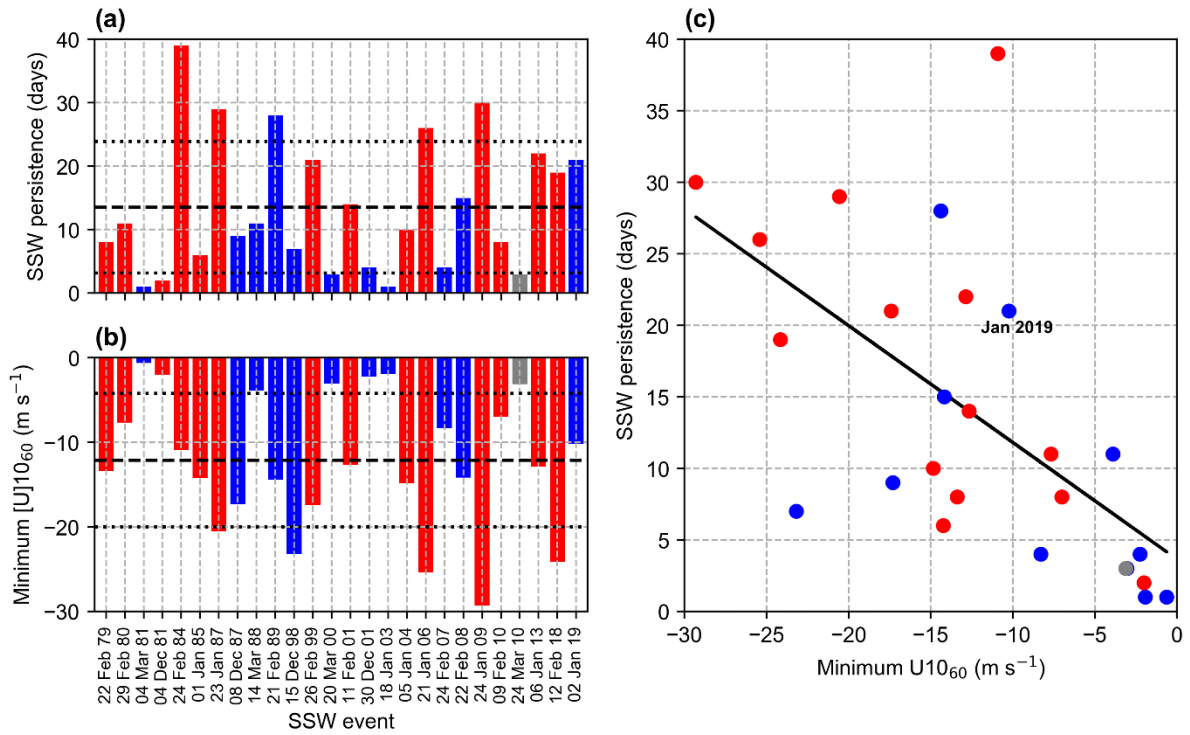 (a)
SSW persistence (days)
40
30
20
10
0
(b)
Minimum [U]10₆₀ (m s⁻¹)
0
−10
−20
−30
22 Feb 79
29 Feb 80
04 Mar 81
04 Dec 81
24 Feb 84
01 Jan 85
23 Jan 87
08 Dec 87
14 Mar 88
21 Feb 89
15 Dec 98
26 Feb 99
20 Mar 00
11 Feb 01
30 Dec 01
18 Jan 03
05 Jan 04
21 Jan 06
24 Feb 07
22 Feb 08
24 Jan 09
09 Feb 10
24 Mar 10
06 Jan 13
12 Feb 18
02 Jan 19
SSW event
(c)
SSW persistence (days)
40
35
30
25
20
15
10
5
0
Jan 2019
−30
−25
−20
−15
−10
−5
0
Minimum U10₆₀ (m s⁻¹)